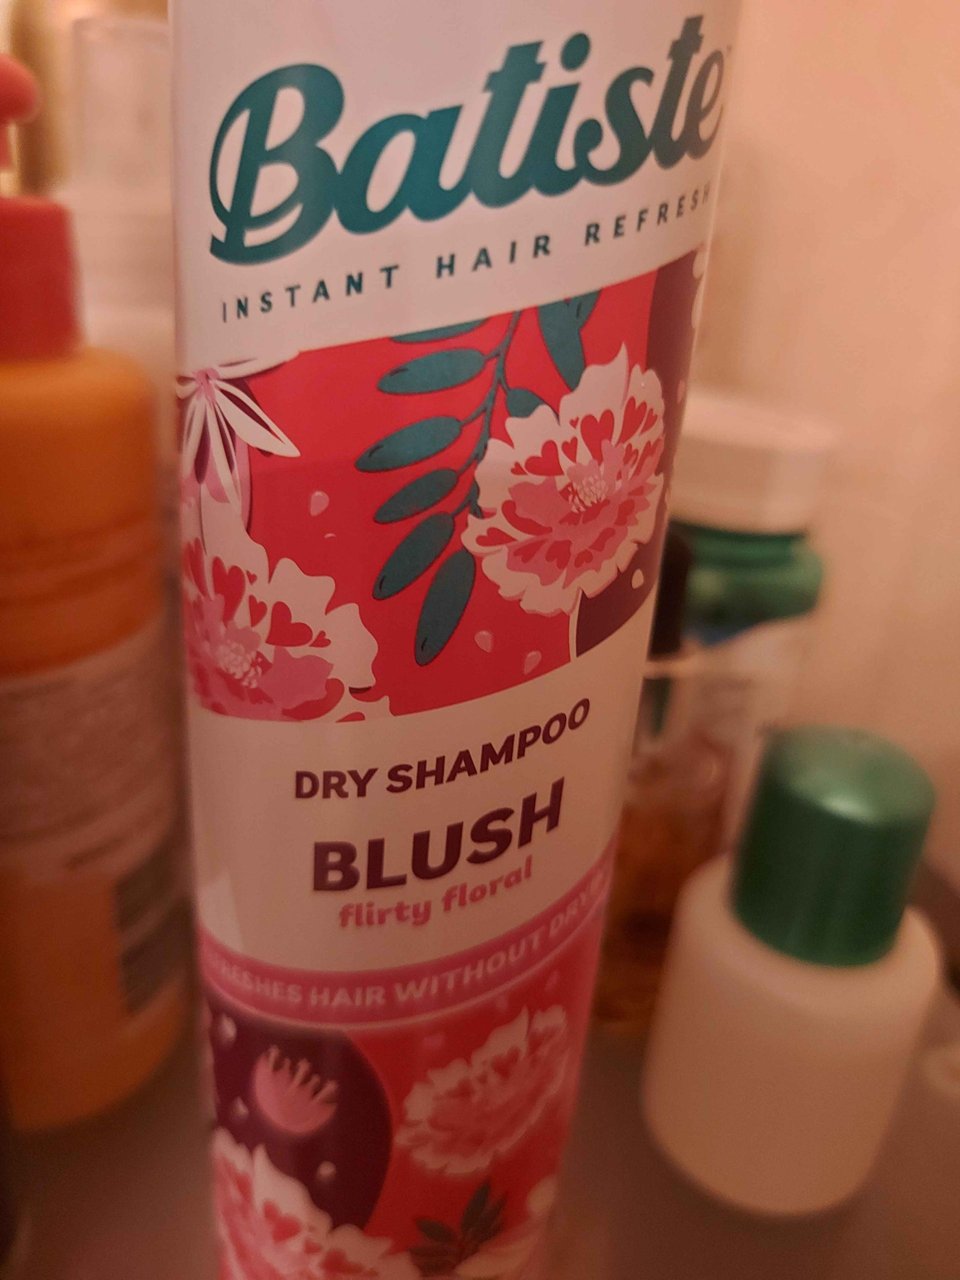 Batiste
INSTANT HAIR REFRESH
DRY SHAMPOO
BLUSH
flirty floral
HAIR WITHOUT